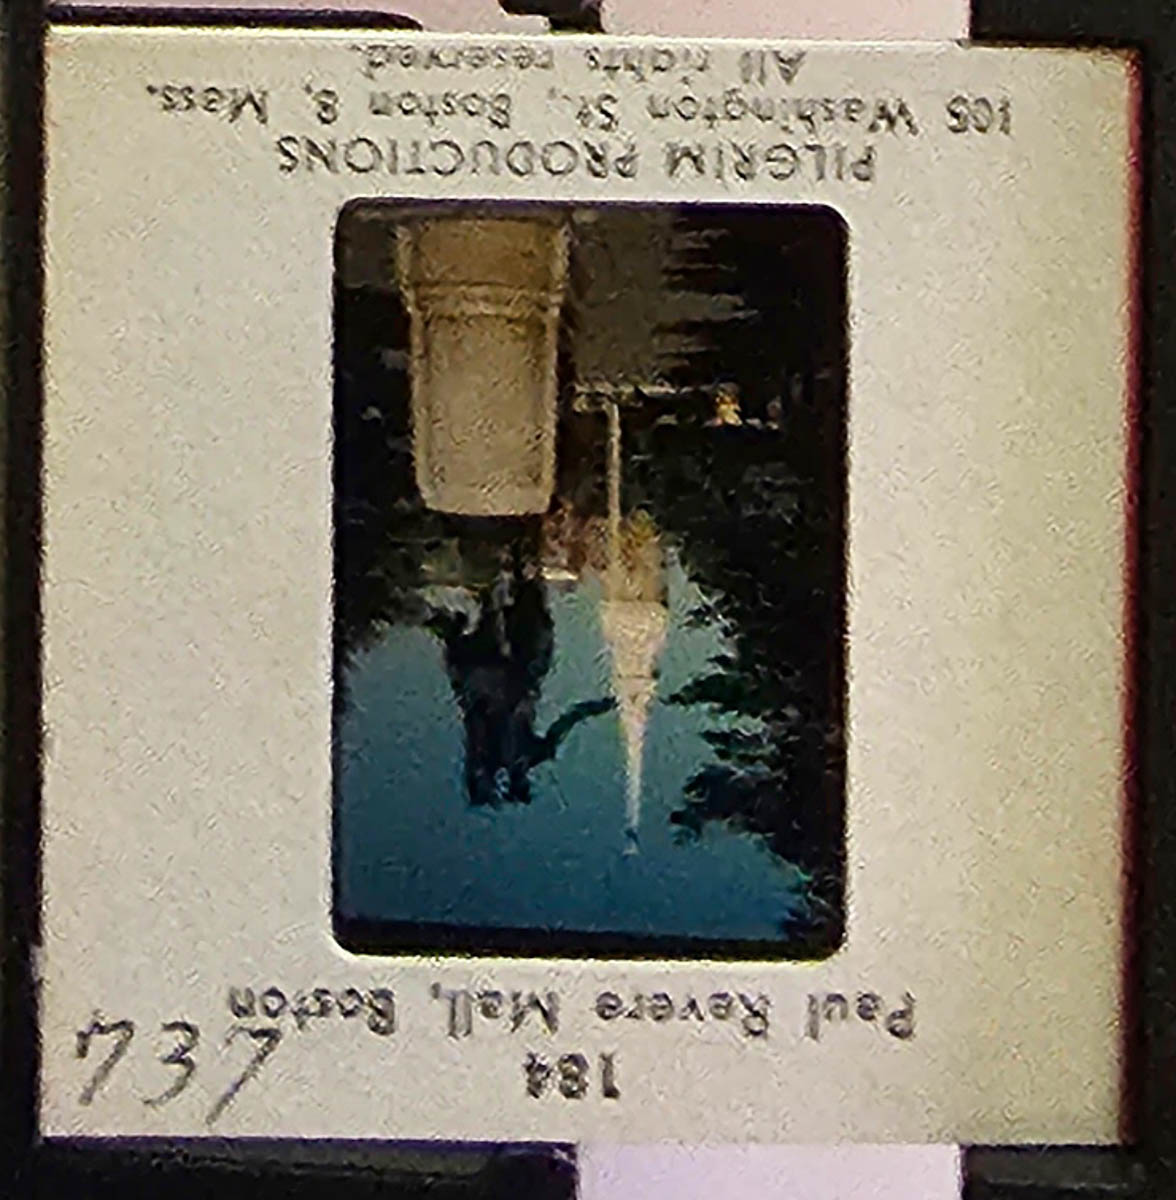 184
Paul Revere Mall, Boston
PILGRIM PRODUCTIONS
105 Washington St., Boston 8, Mass.
All rights reserved.
737